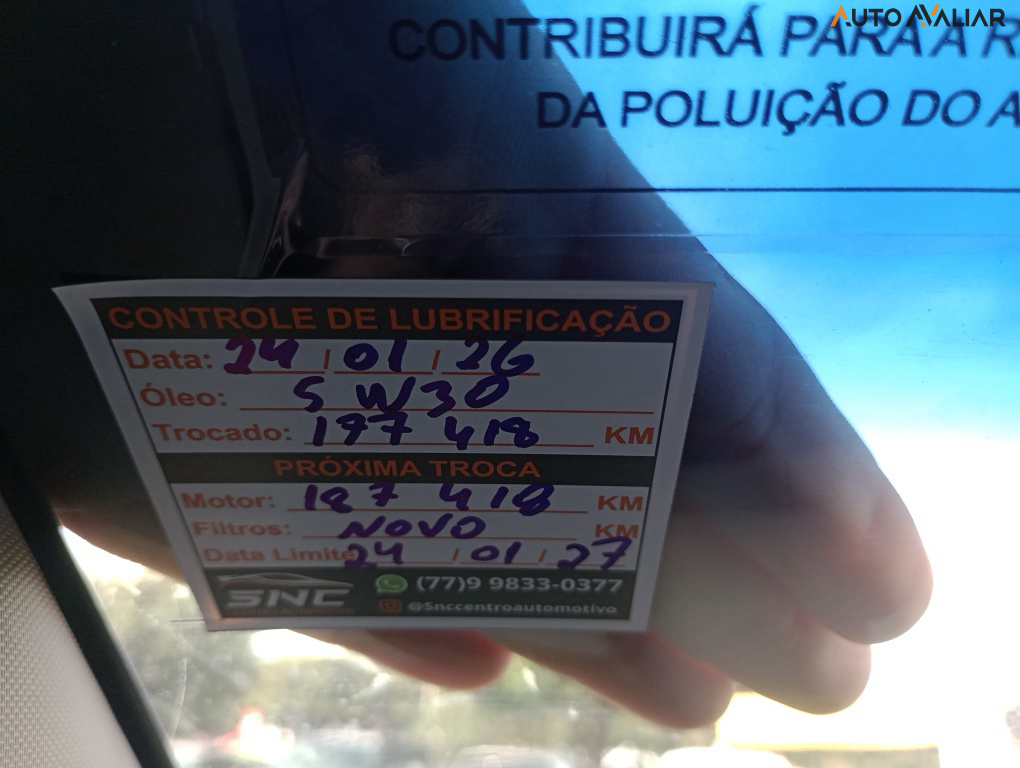 AUTO AVALIAR
CONTRIBUIRÁ PARA A R
DA POLUIÇÃO DO A
CONTROLE DE LUBRIFICAÇÃO
Data: 24 / 01 / 26
Óleo: 5 W30
Trocado: 177 418 KM
PRÓXIMA TROCA
Motor: 187 418 KM
Filtros: NOVO KM
Data Limite 24 / 01 / 27
SNC
(77)9 9833-0377
@Snccentroautomotivo